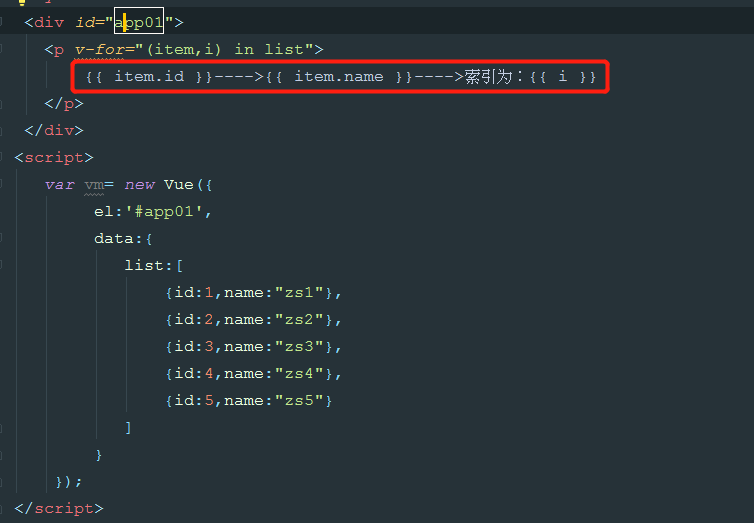 <div id="app01">
<p v-for="(item,i) in list">
{{ item.id }}---->{{ item.name }}---->索引为：{{ i }}
</p>
</div>
<script>
var vm= new Vue({
el:'#app01',
data:{
list:[
{id:1,name:"zs1"},
{id:2,name:"zs2"},
{id:3,name:"zs3"},
{id:4,name:"zs4"},
{id:5,name:"zs5"}
]
}
});
</script>